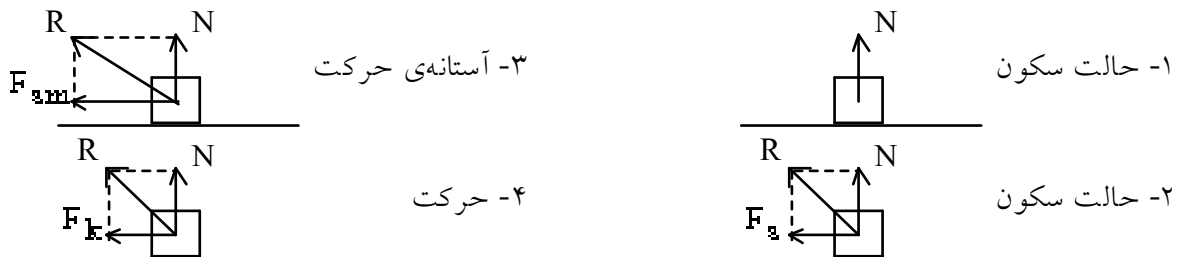 ۱- حالت سکون
N
۲- حالت سکون
R N
F_s
۳- آستانه‌ی حرکت
R N
F_sm
۴- حرکت
R N
F_k